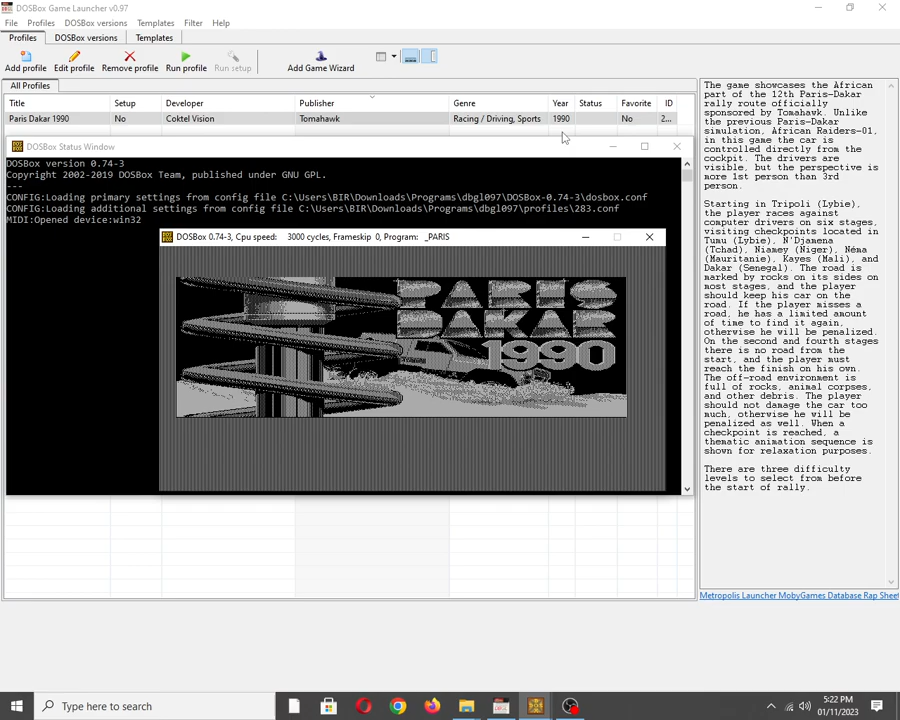 DOSBox Game Launcher v0.97
File Profiles DOSBox versions Templates Filter Help
Profiles DOSBox versions Templates
Add profile Edit profile Remove profile Run profile Run setup Add Game Wizard
All Profiles
Title Setup Developer Publisher Genre Year Status Favorite ID
Paris Dakar 1990 No Coktel Vision Tomahawk Racing / Driving, Sports 1990 No 2...
DOSBox Status Window
DOSBox version 0.74-3
Copyright 2002-2019 DOSBox Team, published under GNU GPL.
---
CONFIG:Loading primary settings from config file C:\Users\BIR\Downloads\Programs\dbgl097\DOSBox-0.74-3\dosbox.conf
CONFIG:Loading additional settings from config file C:\Users\BIR\Downloads\Programs\dbgl097\profiles\283.conf
MIDI:Opened device:win32
DOSBox 0.74-3, Cpu speed: 3000 cycles, Frameskip 0, Program: _PARIS
PARIS
DAKAR
1990
The game showcases the African
part of the 12th Paris-Dakar
rally route officially
sponsored by Tomahawk. Unlike
the previous Paris-Dakar
simulation, African Raiders-01,
in this game the car is
controlled directly from the
cockpit. The drivers are
visible, but the perspective is
more 1st person than 3rd
person.
Starting in Tripoli (Lybie),
the player races against
computer drivers on six stages,
visiting checkpoints located in
Tumu (Lybie), N'Djamena
(Tchad), Niamey (Niger), Néma
(Mauritanie), Kayes (Mali), and
Dakar (Senegal). The road is
marked by rocks on its sides on
most stages, and the player
should keep his car on the
road. If the player misses a
road, he has a limited amount
of time to find it again,
otherwise he will be penalized.
On the second and fourth stages
there is no road from the
start, and the player must
reach the finish on his own.
The off-road environment is
full of rocks, animal corpses,
and other debris. The player
should not damage the car too
much, otherwise he will be
penalized as well. When a
checkpoint is reached, a
thematic animation sequence is
shown for relaxation purposes.
There are three difficulty
levels to select from before
the start of rally.
Metropolis Launcher MobyGames Database Rap Sheet
Type here to search
5:22 PM
01/11/2023